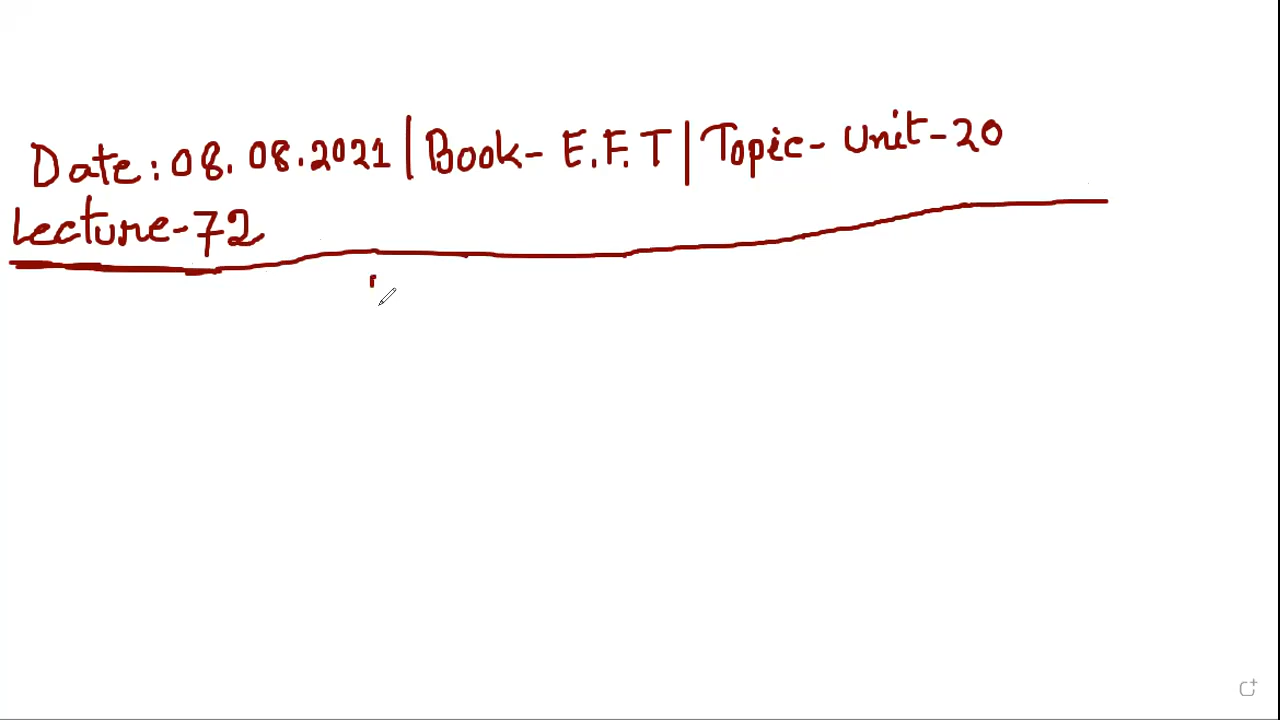 Date: 08.08.2021 | Book- E.F.T | Topic- Unit-20
Lecture-72